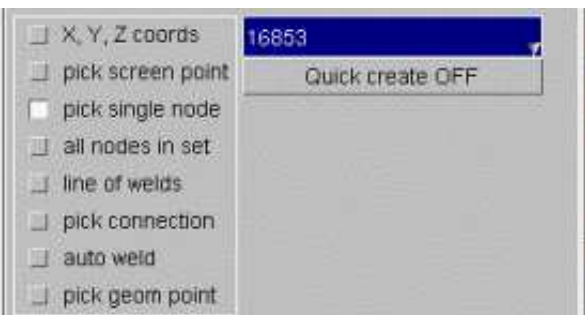 X, Y, Z coords
16853
pick screen point
Quick create OFF
pick single node
all nodes in set
line of welds
pick connection
auto weld
pick geom point